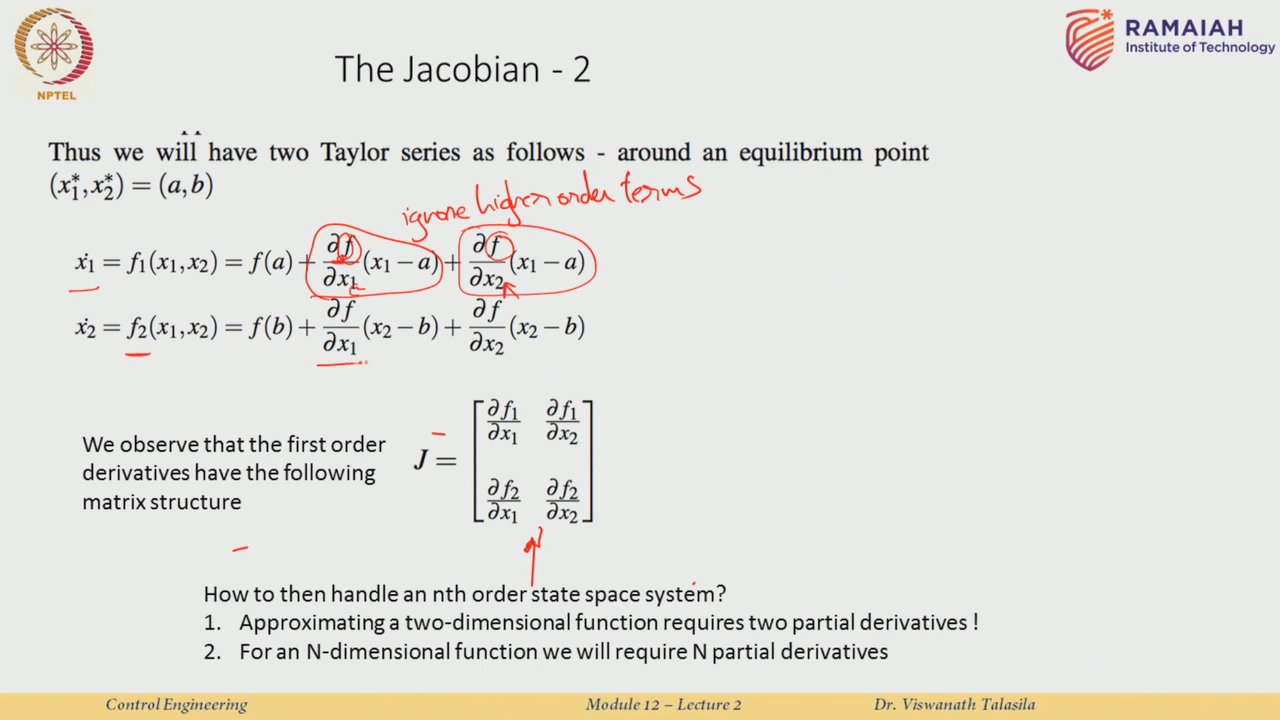 NPTEL
RAMAIAH
Institute of Technology
The Jacobian - 2
Thus we will have two Taylor series as follows - around an equilibrium point
(x₁*, x₂*) = (a, b)
ignore higher order terms
ẋ₁ = f₁(x₁, x₂) = f(a) + ∂f/∂x₁ (x₁ − a) + ∂f/∂x₂ (x₁ − a)
ẋ₂ = f₂(x₁, x₂) = f(b) + ∂f/∂x₁ (x₂ − b) + ∂f/∂x₂ (x₂ − b)
We observe that the first order
derivatives have the following
matrix structure
J = [ ∂f₁/∂x₁ ∂f₁/∂x₂
∂f₂/∂x₁ ∂f₂/∂x₂ ]
How to then handle an nth order state space system?
1. Approximating a two-dimensional function requires two partial derivatives !
2. For an N-dimensional function we will require N partial derivatives
Control Engineering
Module 12 – Lecture 2
Dr. Viswanath Talasila